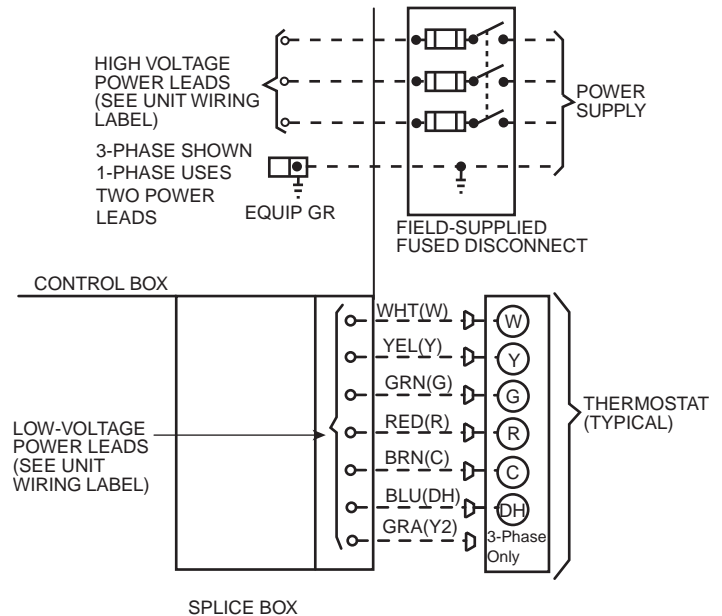 HIGH VOLTAGE
POWER LEADS
(SEE UNIT WIRING
LABEL)
POWER
SUPPLY
3-PHASE SHOWN
1-PHASE USES
TWO POWER
LEADS
EQUIP GR
FIELD-SUPPLIED
FUSED DISCONNECT
CONTROL BOX
WHT(W)
W
YEL(Y)
Y
GRN(G)
G
RED(R)
R
BRN(C)
C
BLU(DH)
DH
GRA(Y2)
3-Phase
Only
THERMOSTAT
(TYPICAL)
LOW-VOLTAGE
POWER LEADS
(SEE UNIT
WIRING LABEL)
SPLICE BOX